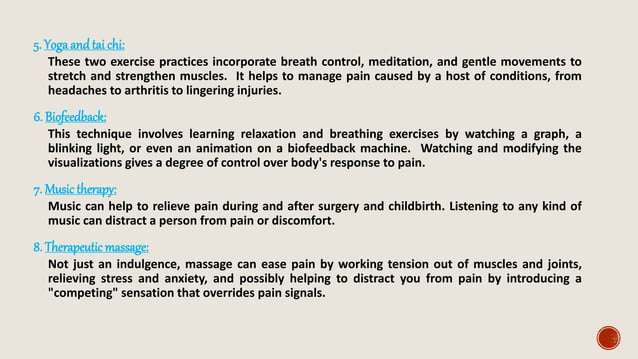 5. Yoga and tai chi:
These two exercise practices incorporate breath control, meditation, and gentle movements to
stretch and strengthen muscles. It helps to manage pain caused by a host of conditions, from
headaches to arthritis to lingering injuries.
6. Biofeedback:
This technique involves learning relaxation and breathing exercises by watching a graph, a
blinking light, or even an animation on a biofeedback machine. Watching and modifying the
visualizations gives a degree of control over body's response to pain.
7. Music therapy:
Music can help to relieve pain during and after surgery and childbirth. Listening to any kind of
music can distract a person from pain or discomfort.
8. Therapeutic massage:
Not just an indulgence, massage can ease pain by working tension out of muscles and joints,
relieving stress and anxiety, and possibly helping to distract you from pain by introducing a
"competing" sensation that overrides pain signals.